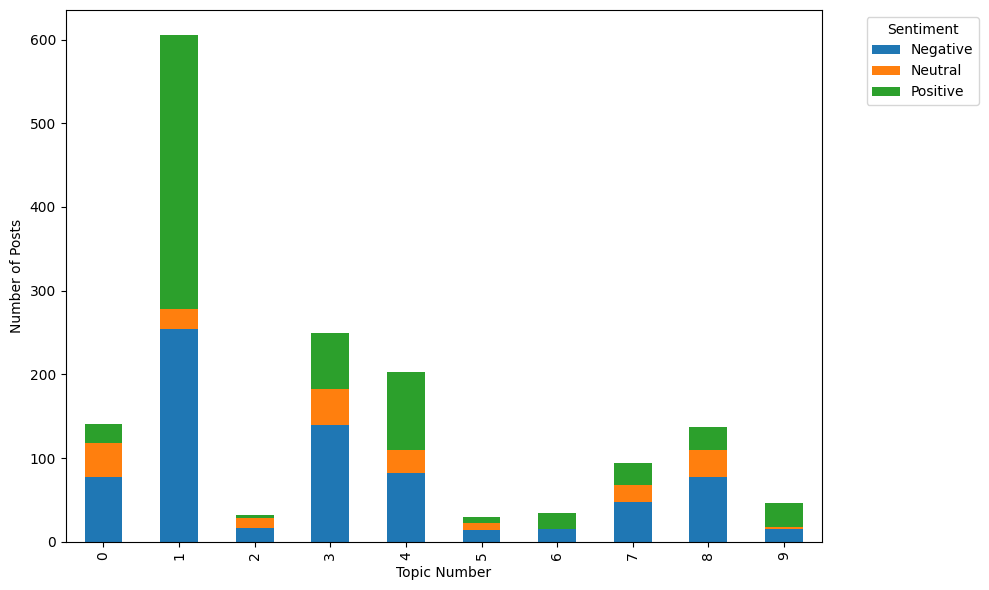 600
500
400
300
200
100
0
Number of Posts
0 1 2 3 4 5 6 7 8 9
Topic Number
Sentiment
Negative
Neutral
Positive